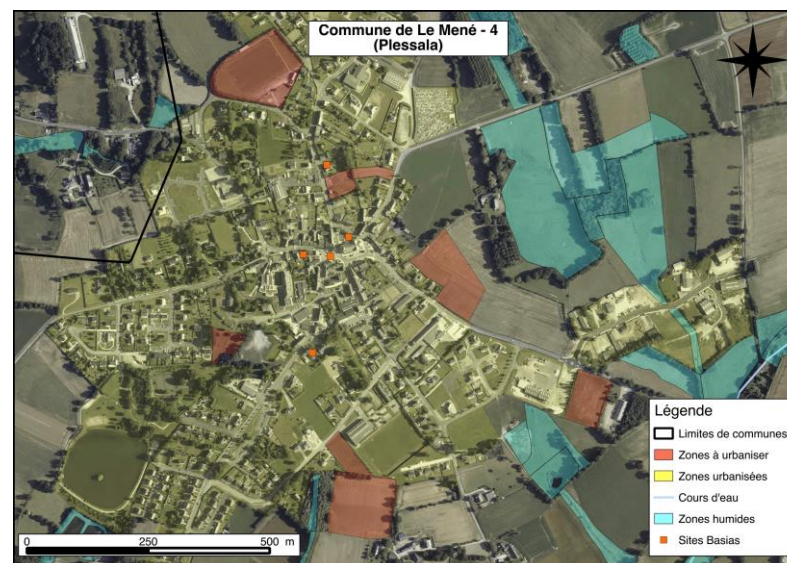 Commune de Le Mené - 4
(Plessala)
Légende
Limites de communes
Zones à urbaniser
Zones urbanisées
Cours d'eau
Zones humides
Sites Basias
0 250 500 m